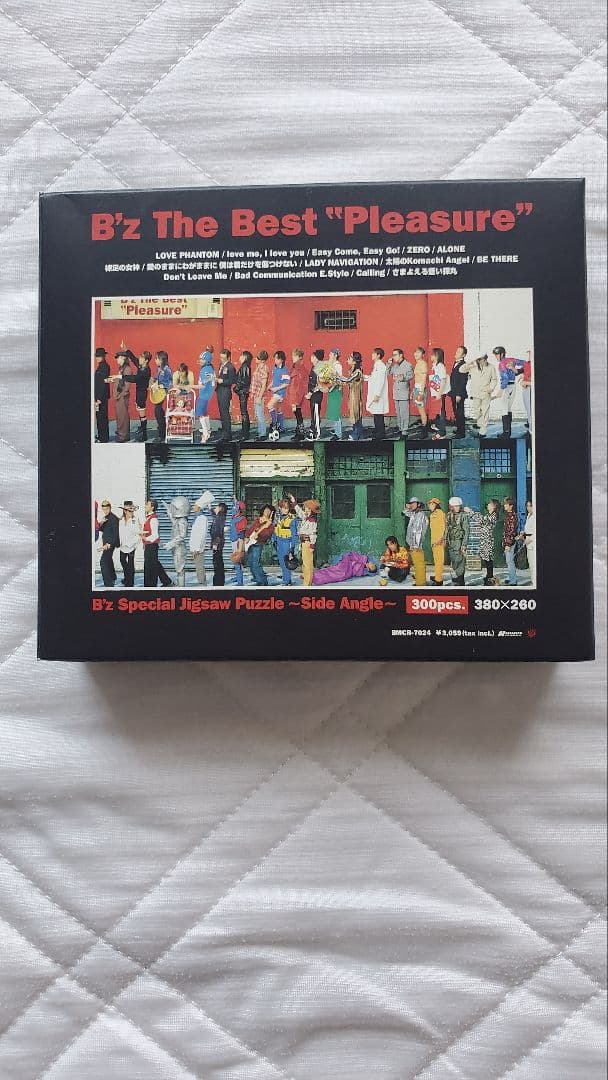 B'z The Best "Pleasure"
LOVE PHANTOM / love me, I love you / Easy Come, Easy Go! / ZERO / ALONE
裸足の女神 / 愛のままにわがままに 僕は君だけを傷つけない / LADY NAVIGATION / 太陽のKomachi Angel / BE THERE
Don't Leave Me / Bad Communication E.Style / Calling / さまよえる蒼い弾丸
B'z The Best
"Pleasure"
B'z Special Jigsaw Puzzle ~Side Angle~ 300pcs. 380×260
BMCR-7024 ¥3,059(tax incl.)